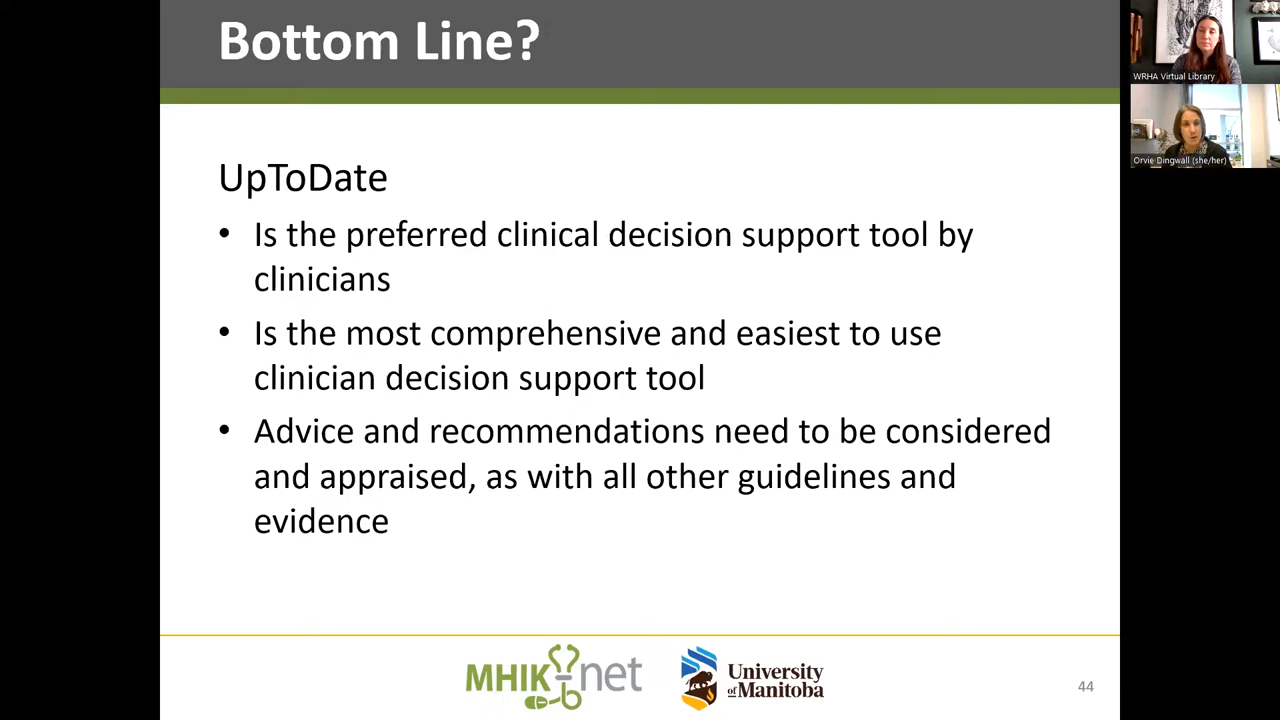 Bottom Line?
WRHA Virtual Library
Orvie Dingwall (she/her)
UpToDate
• Is the preferred clinical decision support tool by
clinicians
• Is the most comprehensive and easiest to use
clinician decision support tool
• Advice and recommendations need to be considered
and appraised, as with all other guidelines and
evidence
MHIKnet
University
of Manitoba
44